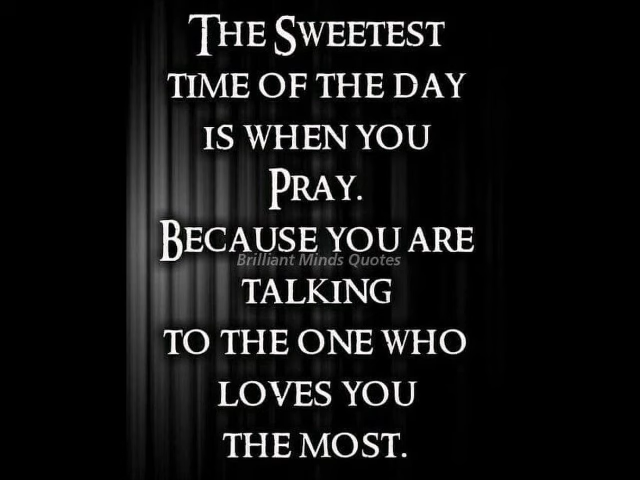 The Sweetest
time of the day
is when you
Pray.
Because you are
Brilliant Minds Quotes
talking
to the one who
loves you
the most.